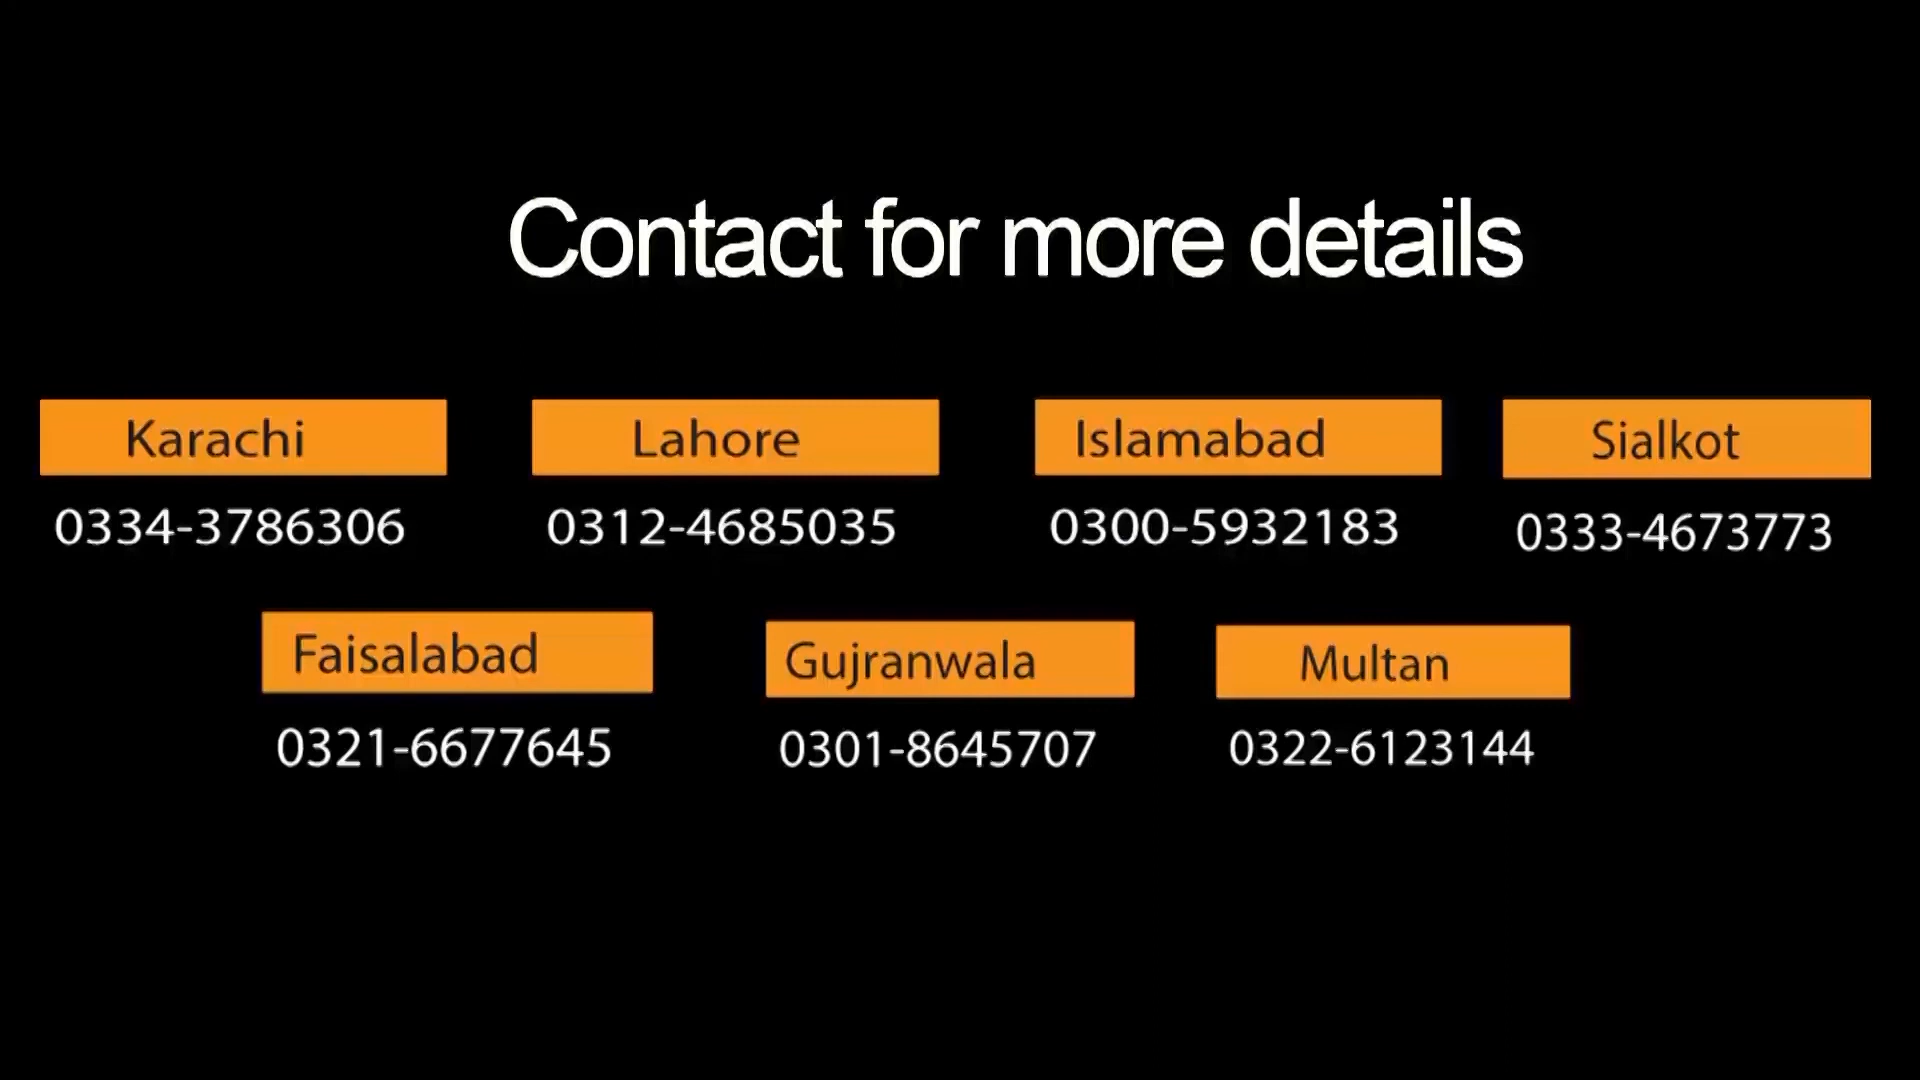 Contact for more details
Karachi Lahore Islamabad Sialkot
0334-3786306 0312-4685035 0300-5932183 0333-4673773
Faisalabad Gujranwala Multan
0321-6677645 0301-8645707 0322-6123144